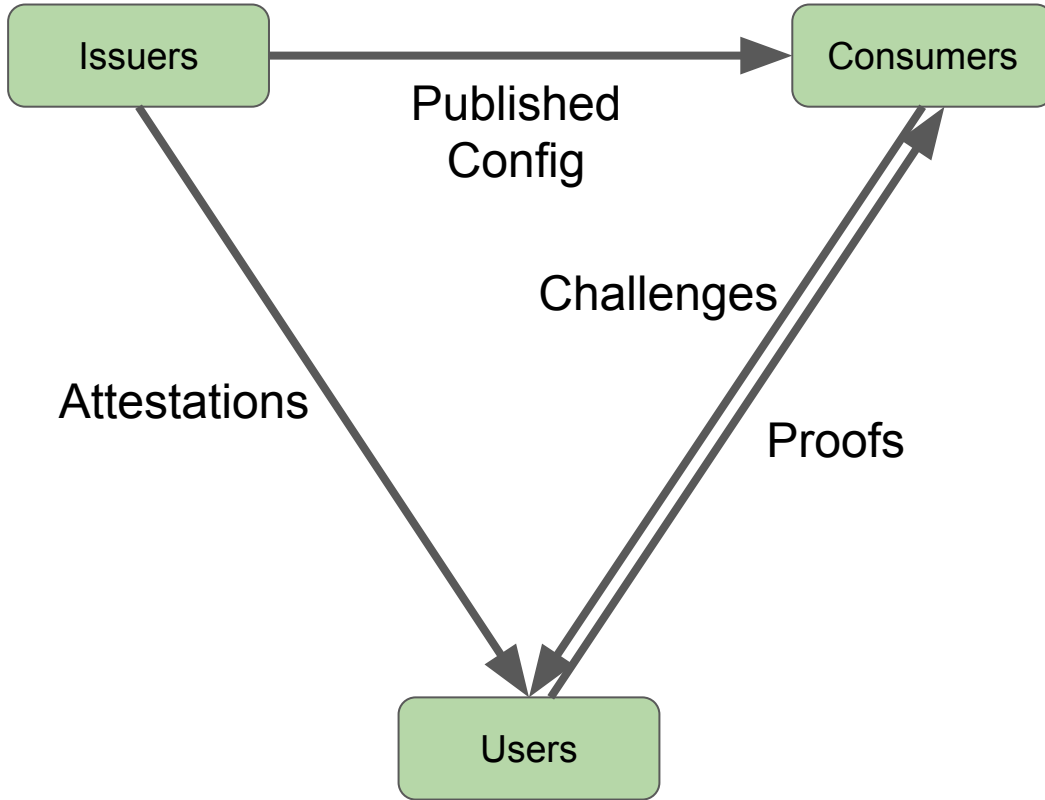 Issuers
Consumers
Published
Config
Challenges
Attestations
Proofs
Users